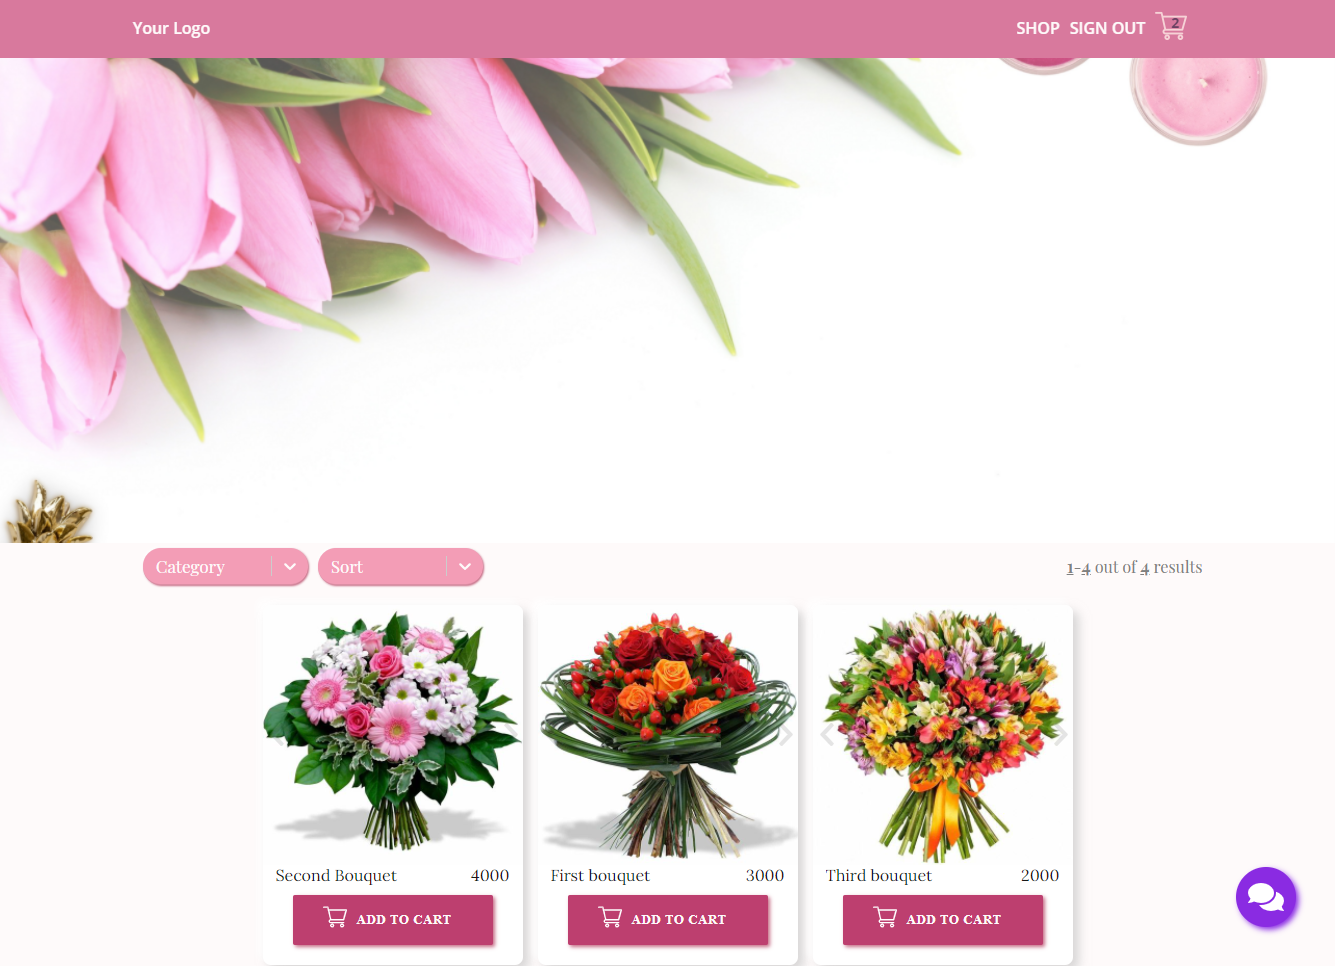 Your Logo
SHOP SIGN OUT 2
Category
Sort
1-4 out of 4 results
Second Bouquet 4000
First bouquet 3000
Third bouquet 2000
ADD TO CART
ADD TO CART
ADD TO CART